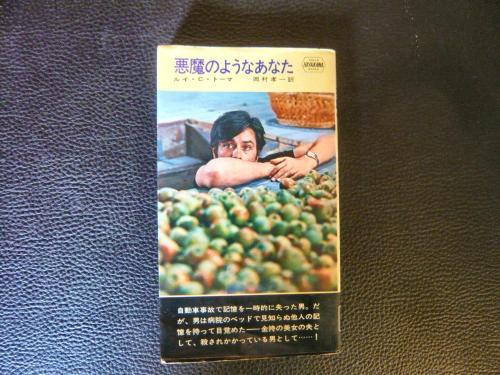 悪魔のようなあなた
ルイ・C・トーマ 岡村孝一訳
HAYAKAWA
自動車事故で記憶を一時的に失った男。だ
が、男は病院のベッドで見知らぬ他人の記
憶を持って目覚めた——金持の美女の夫と
して、殺されかかっている男として……！